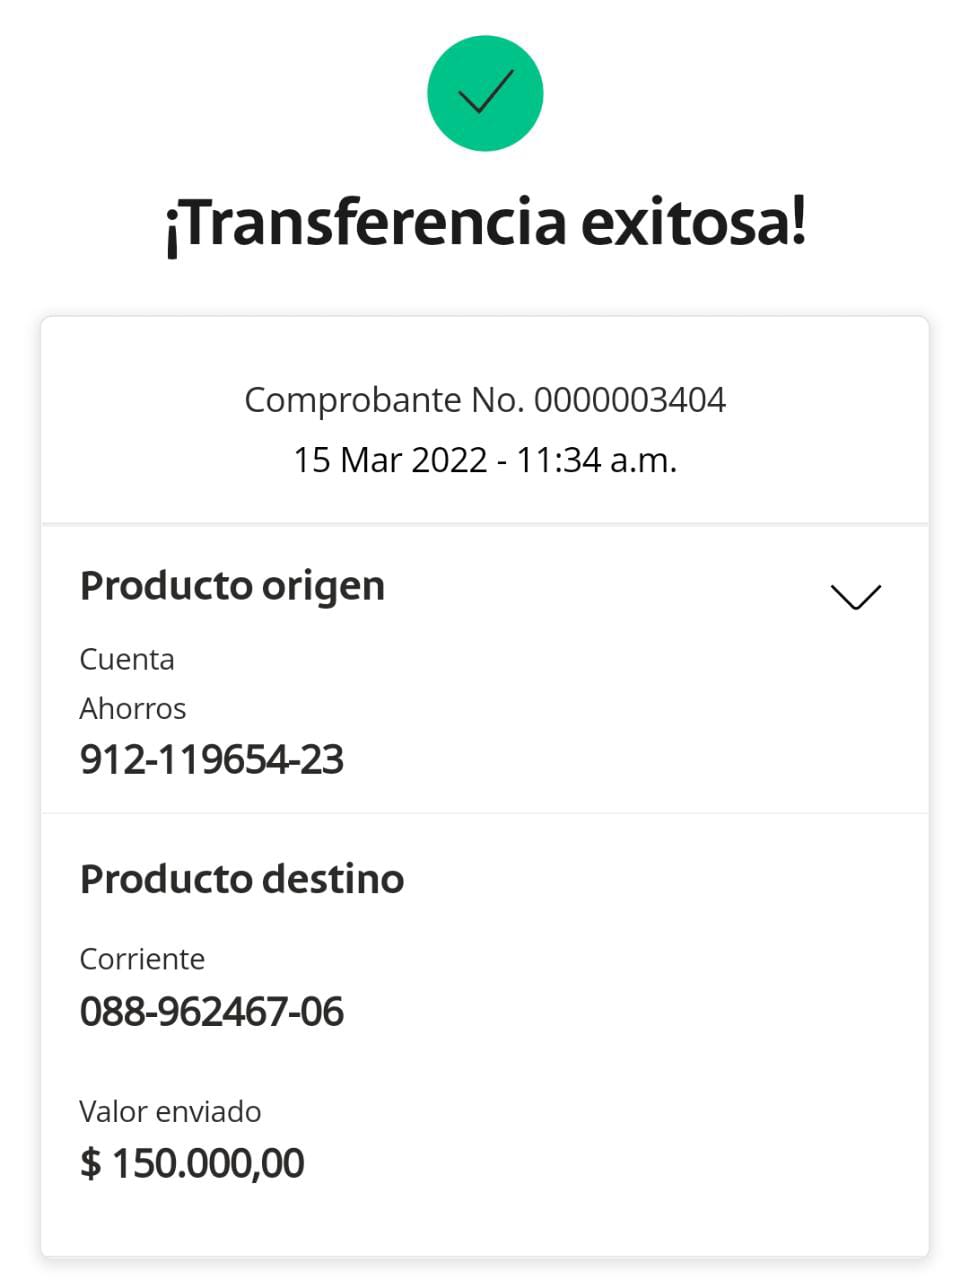 ¡Transferencia exitosa!
Comprobante No. 0000003404
15 Mar 2022 - 11:34 a.m.
Producto origen
Cuenta
Ahorros
912-119654-23
Producto destino
Corriente
088-962467-06
Valor enviado
$ 150.000,00